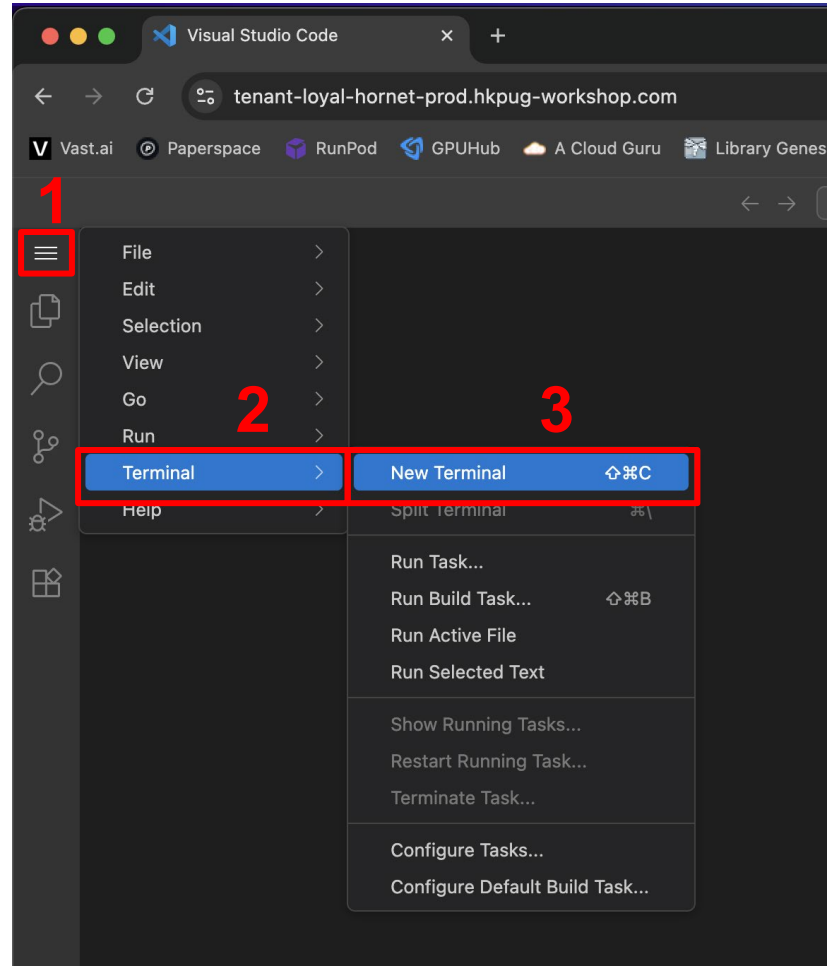 Visual Studio Code
tenant-loyal-hornet-prod.hkpug-workshop.com
Vast.ai Paperspace RunPod GPUHub A Cloud Guru Library Genes
1
File
Edit
Selection
View
Go
2
3
Run
Terminal
New Terminal ⇧⌘C
Help
Split Terminal ⌘\
Run Task...
Run Build Task... ⇧⌘B
Run Active File
Run Selected Text
Show Running Tasks...
Restart Running Task...
Terminate Task...
Configure Tasks...
Configure Default Build Task...